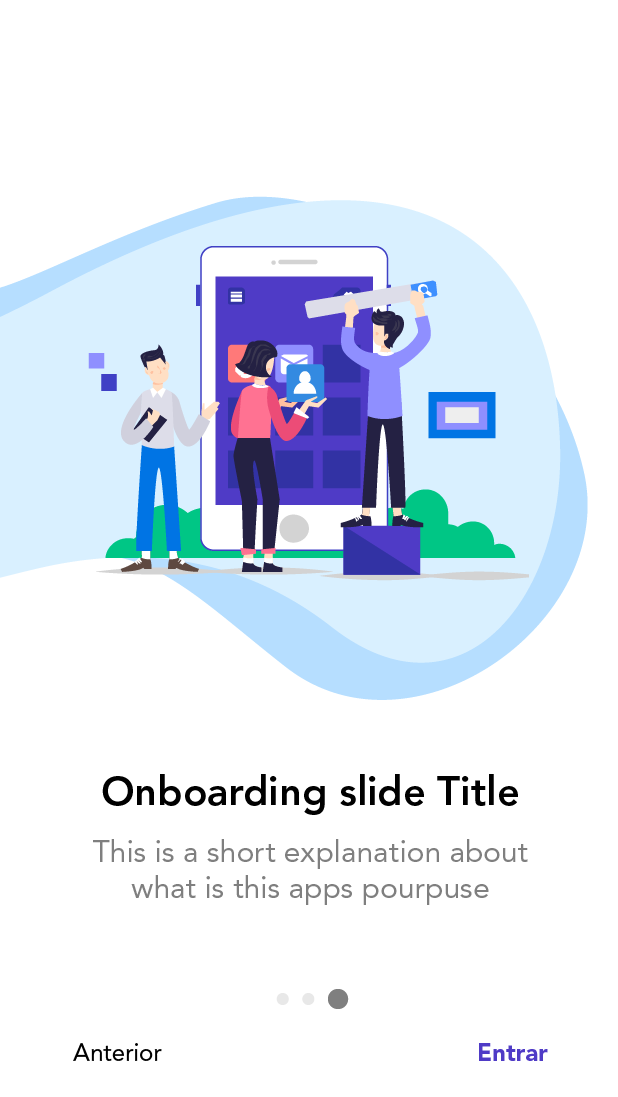 Onboarding slide Title
This is a short explanation about
what is this apps pourpuse
Anterior
Entrar